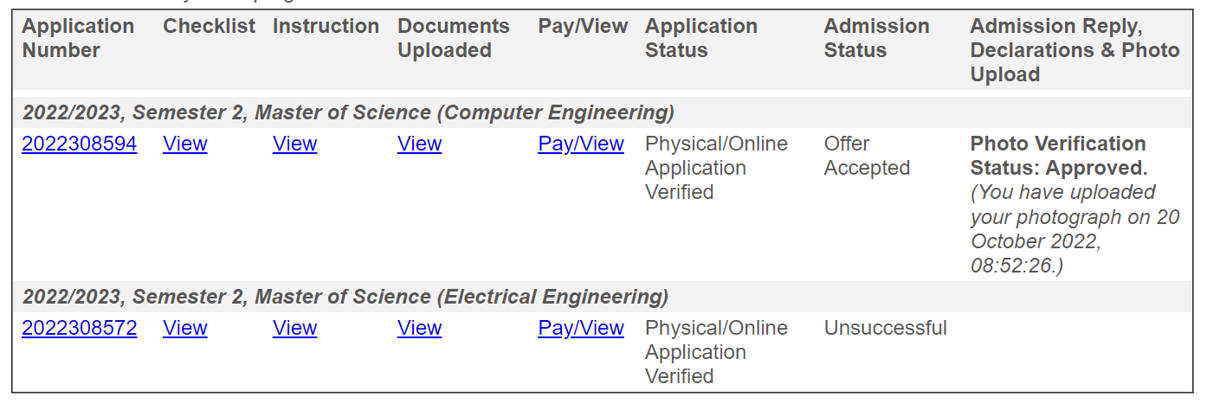 Application Number Checklist Instruction Documents Uploaded Pay/View Application Status Admission Status Admission Reply, Declarations & Photo Upload
2022/2023, Semester 2, Master of Science (Computer Engineering)
2022308594 View View View Pay/View Physical/Online Application Verified Offer Accepted Photo Verification Status: Approved. (You have uploaded your photograph on 20 October 2022, 08:52:26.)
2022/2023, Semester 2, Master of Science (Electrical Engineering)
2022308572 View View View Pay/View Physical/Online Application Verified Unsuccessful